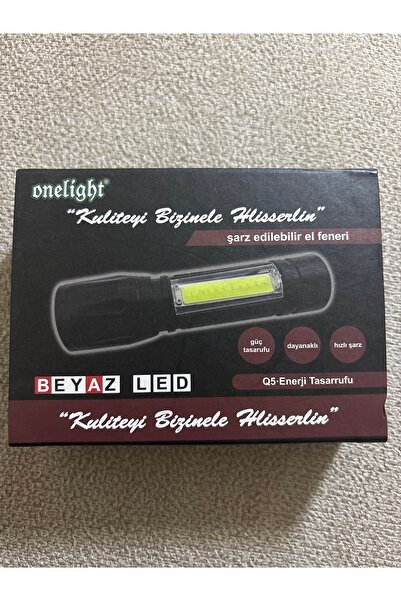 onelight®
"Kuliteyi Bizinele Hlisserlin"
şarz edilebilir el feneri
güç
tasarufu
dayanaklı
hızlı şarz
BEYAZ LED
Q5-Enerji Tasarrufu
"Kuliteyi Bizinele Hlisserlin"